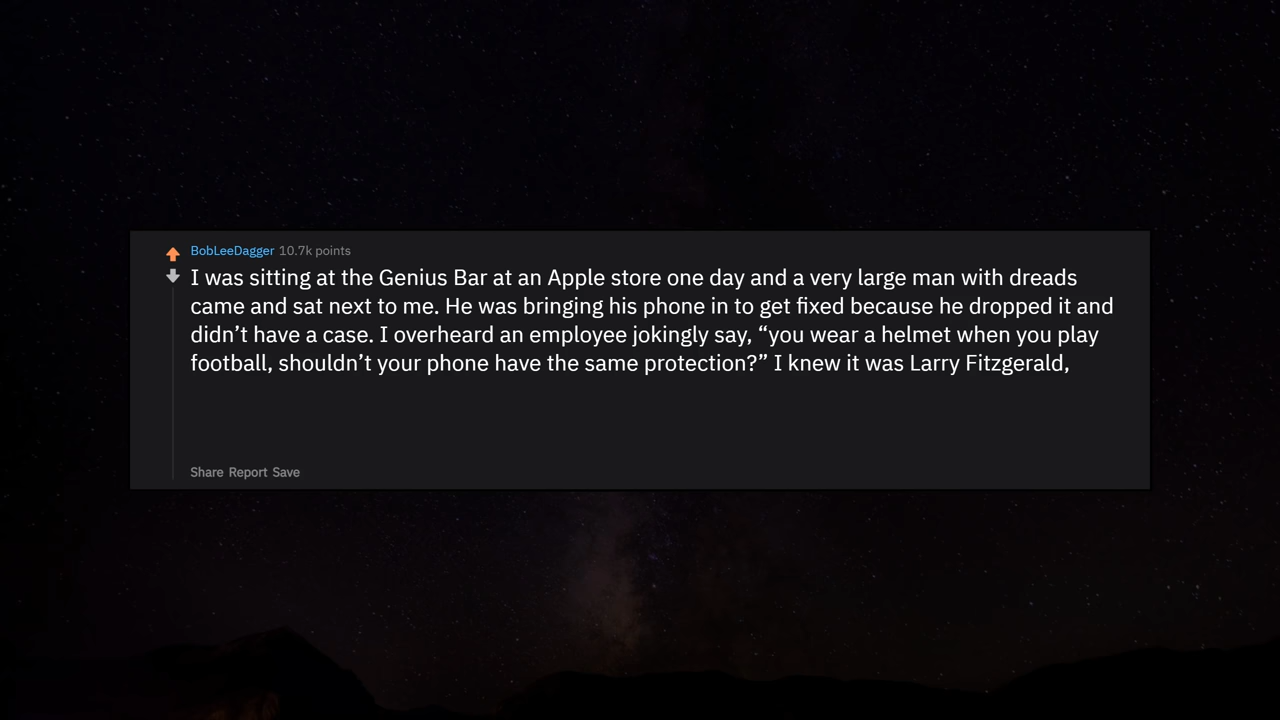 BobLeeDagger 10.7k points
I was sitting at the Genius Bar at an Apple store one day and a very large man with dreads
came and sat next to me. He was bringing his phone in to get fixed because he dropped it and
didn’t have a case. I overheard an employee jokingly say, “you wear a helmet when you play
football, shouldn’t your phone have the same protection?” I knew it was Larry Fitzgerald,
Share Report Save